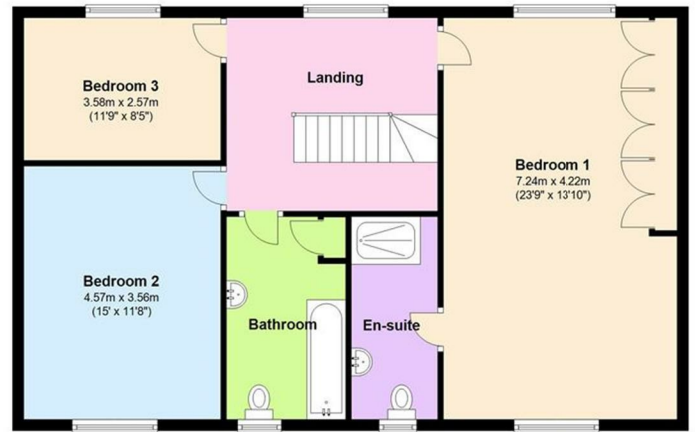 Bedroom 3
3.58m x 2.57m
(11'9" x 8'5")
Landing
Bedroom 1
7.24m x 4.22m
(23'9" x 13'10")
Bedroom 2
4.57m x 3.56m
(15' x 11'8")
Bathroom
En-suite